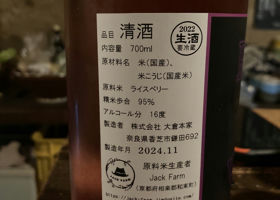 品目 清酒
2022
生酒
要冷蔵
内容量 700ml
原材料名 米(国産)、
米こうじ(国産米)
原料米 ライスベリー
精米歩合 95%
アルコール分 16度
製造者 株式会社 大倉本家
奈良県香芝市鎌田692
製造年月 2024.11
原料米生産者
Jack Farm
(京都府相楽郡和束町)